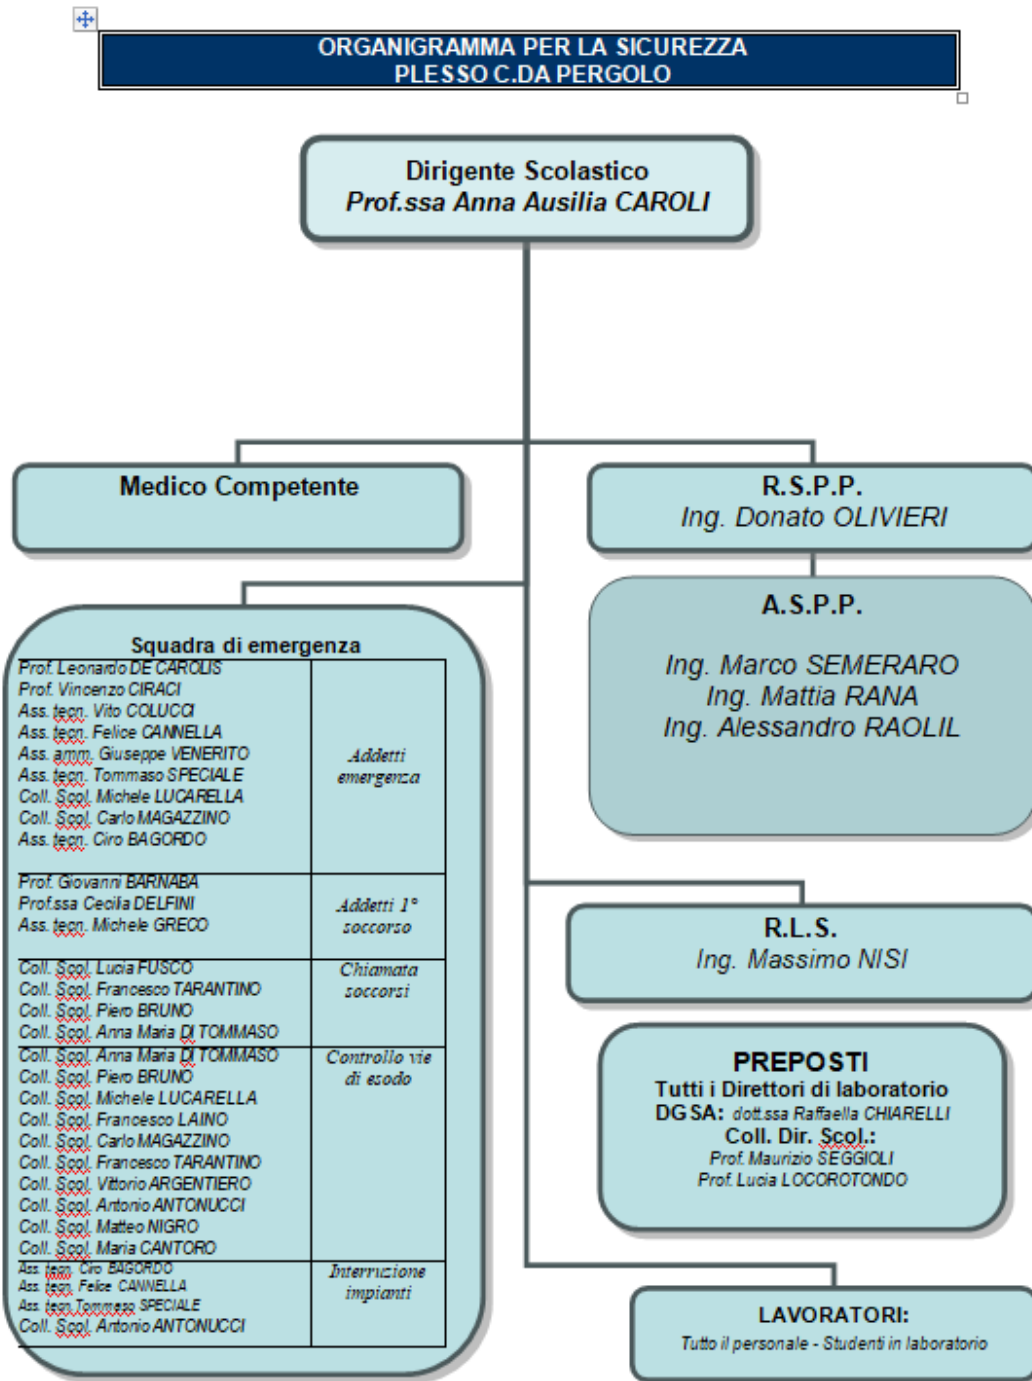 ORGANIGRAMMA PER LA SICUREZZA
PLESSO C.DA PERGOLO
Dirigente Scolastico
Prof.ssa Anna Ausilia CAROLI
Medico Competente
R.S.P.P.
Ing. Donato OLIVIERI
A.S.P.P.
Ing. Marco SEMERARO
Ing. Mattia RANA
Ing. Alessandro RAOLIL
Squadra di emergenza
Prof. Leonardo DE CAROLIS
Prof. Vincenzo CIRACI
Ass. tecn. Vito COLUCCI
Ass. tecn. Felice CANNELLA
Ass. amm. Giuseppe VENERITO
Ass. tecn. Tommaso SPECIALE
Coll. Scol. Michele LUCARELLA
Coll. Scol. Carlo MAGAZZINO
Ass. tecn. Ciro BAGORDO
Addetti
emergenza
Prof. Giovanni BARNABA
Prof.ssa Cecilia DELFINI
Ass. tecn. Michele GRECO
Addetti 1°
soccorso
Coll. Scol. Lucia FUSCO
Coll. Scol. Francesco TARANTINO
Coll. Scol. Piero BRUNO
Coll. Scol. Anna Maria DI TOMMASO
Chiamata
soccorsi
Coll. Scol. Anna Maria DI TOMMASO
Coll. Scol. Piero BRUNO
Coll. Scol. Michele LUCARELLA
Coll. Scol. Francesco LAINO
Coll. Scol. Carlo MAGAZZINO
Coll. Scol. Francesco TARANTINO
Coll. Scol. Vittorio ARGENTIERO
Coll. Scol. Antonio ANTONUCCI
Coll. Scol. Matteo NIGRO
Coll. Scol. Maria CANTORO
Controllo vie
di esodo
Ass. tecn. Ciro BAGORDO
Ass. tecn. Felice CANNELLA
Ass. tecn.Tommaso SPECIALE
Coll. Scol. Antonio ANTONUCCI
Interruzione
impianti
R.L.S.
Ing. Massimo NISI
PREPOSTI
Tutti i Direttori di laboratorio
DGSA: dott.ssa Raffaella CHIARELLI
Coll. Dir. Scol.:
Prof. Maurizio SEGGIOLI
Prof. Lucia LOCOROTONDO
LAVORATORI:
Tutto il personale - Studenti in laboratorio